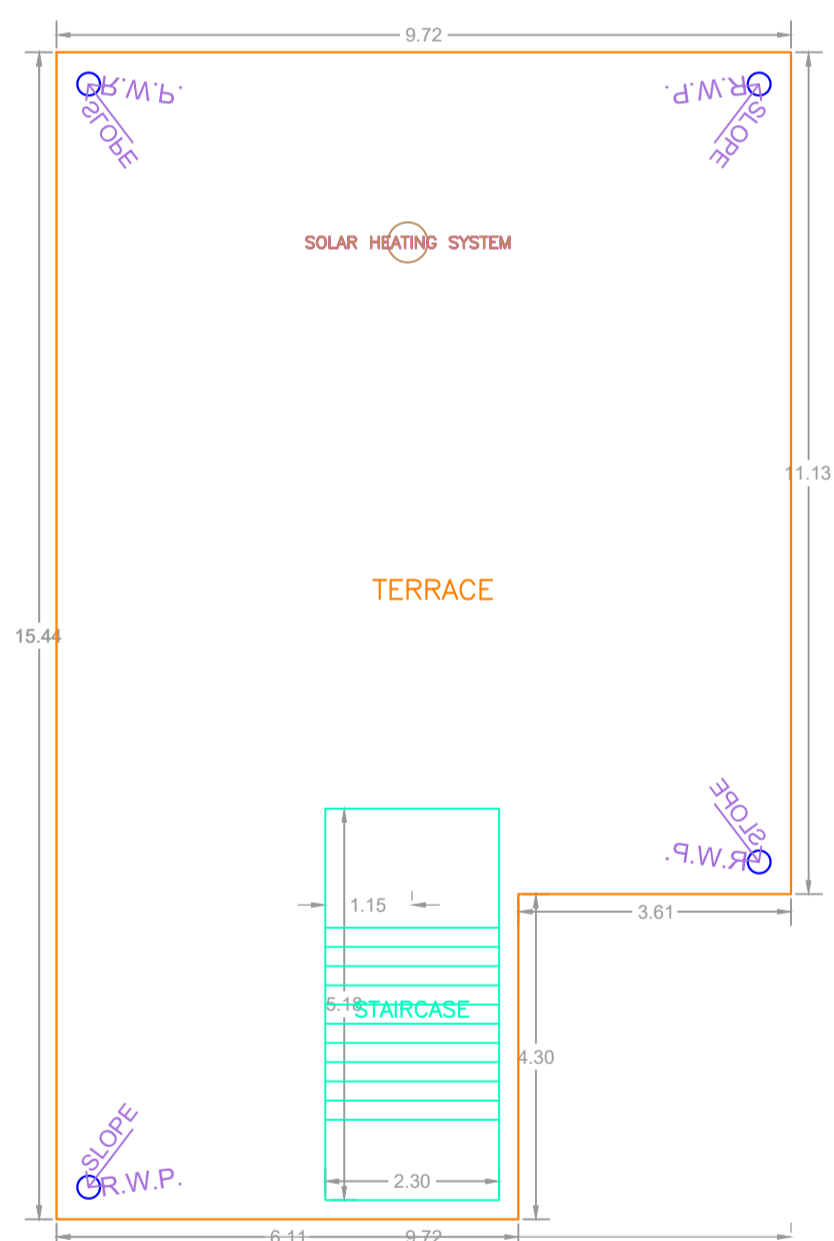 9.72
R.W.P.
R.W.P.
SLOPE
SLOPE
SOLAR HEATING SYSTEM
11.13
TERRACE
15.44
SLOPE
R.W.P.
1.15
3.61
5.18
STAIRCASE
4.30
SLOPE
R.W.P.
2.30
6.11
9.72